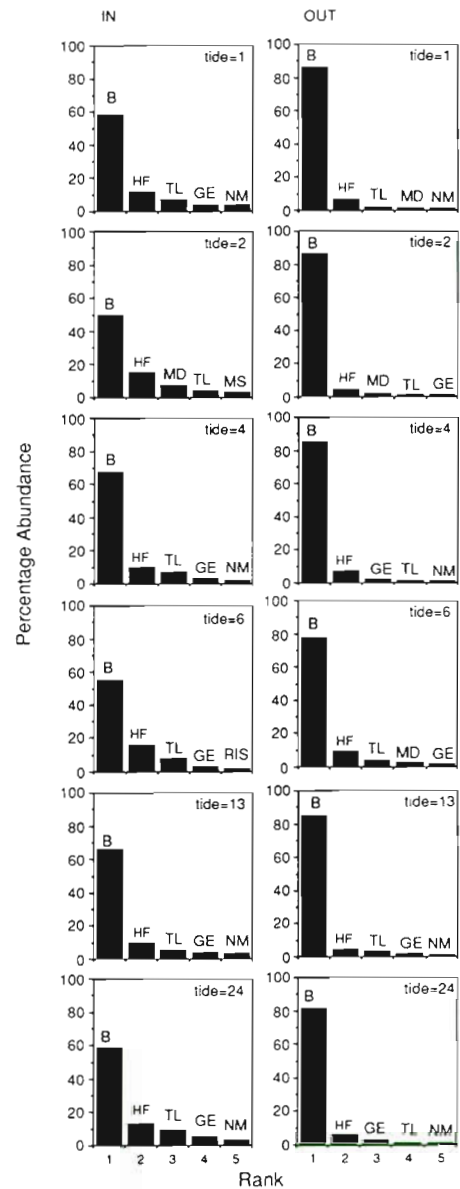 IN OUT
Percentage Abundance
100 tide=1 100 tide=1
80 80
B B
60 60
40 40
20 20
HF TL GE NM HF TL MD NM
0 0
100 tide=2 100 tide=2
80 80
B B
60 60
40 40
20 20
HF MD TL MS HF MD TL GE
0 0
100 tide=4 100 tide=4
80 80
B B
60 60
40 40
20 20
HF TL GE NM HF GE TL NM
0 0
100 tide=6 100 tide=6
80 80
B B
60 60
40 40
20 20
HF TL GE RIS HF TL MD GE
0 0
100 tide=13 100 tide=13
80 80
B B
60 60
40 40
20 20
HF TL GE NM HF TL GE NM
0 0
100 tide=24 100 tide=24
80 80
B B
60 60
40 40
20 20
HF TL GE NM HF GE TL NM
0 0
1 2 3 4 5 1 2 3 4 5
Rank